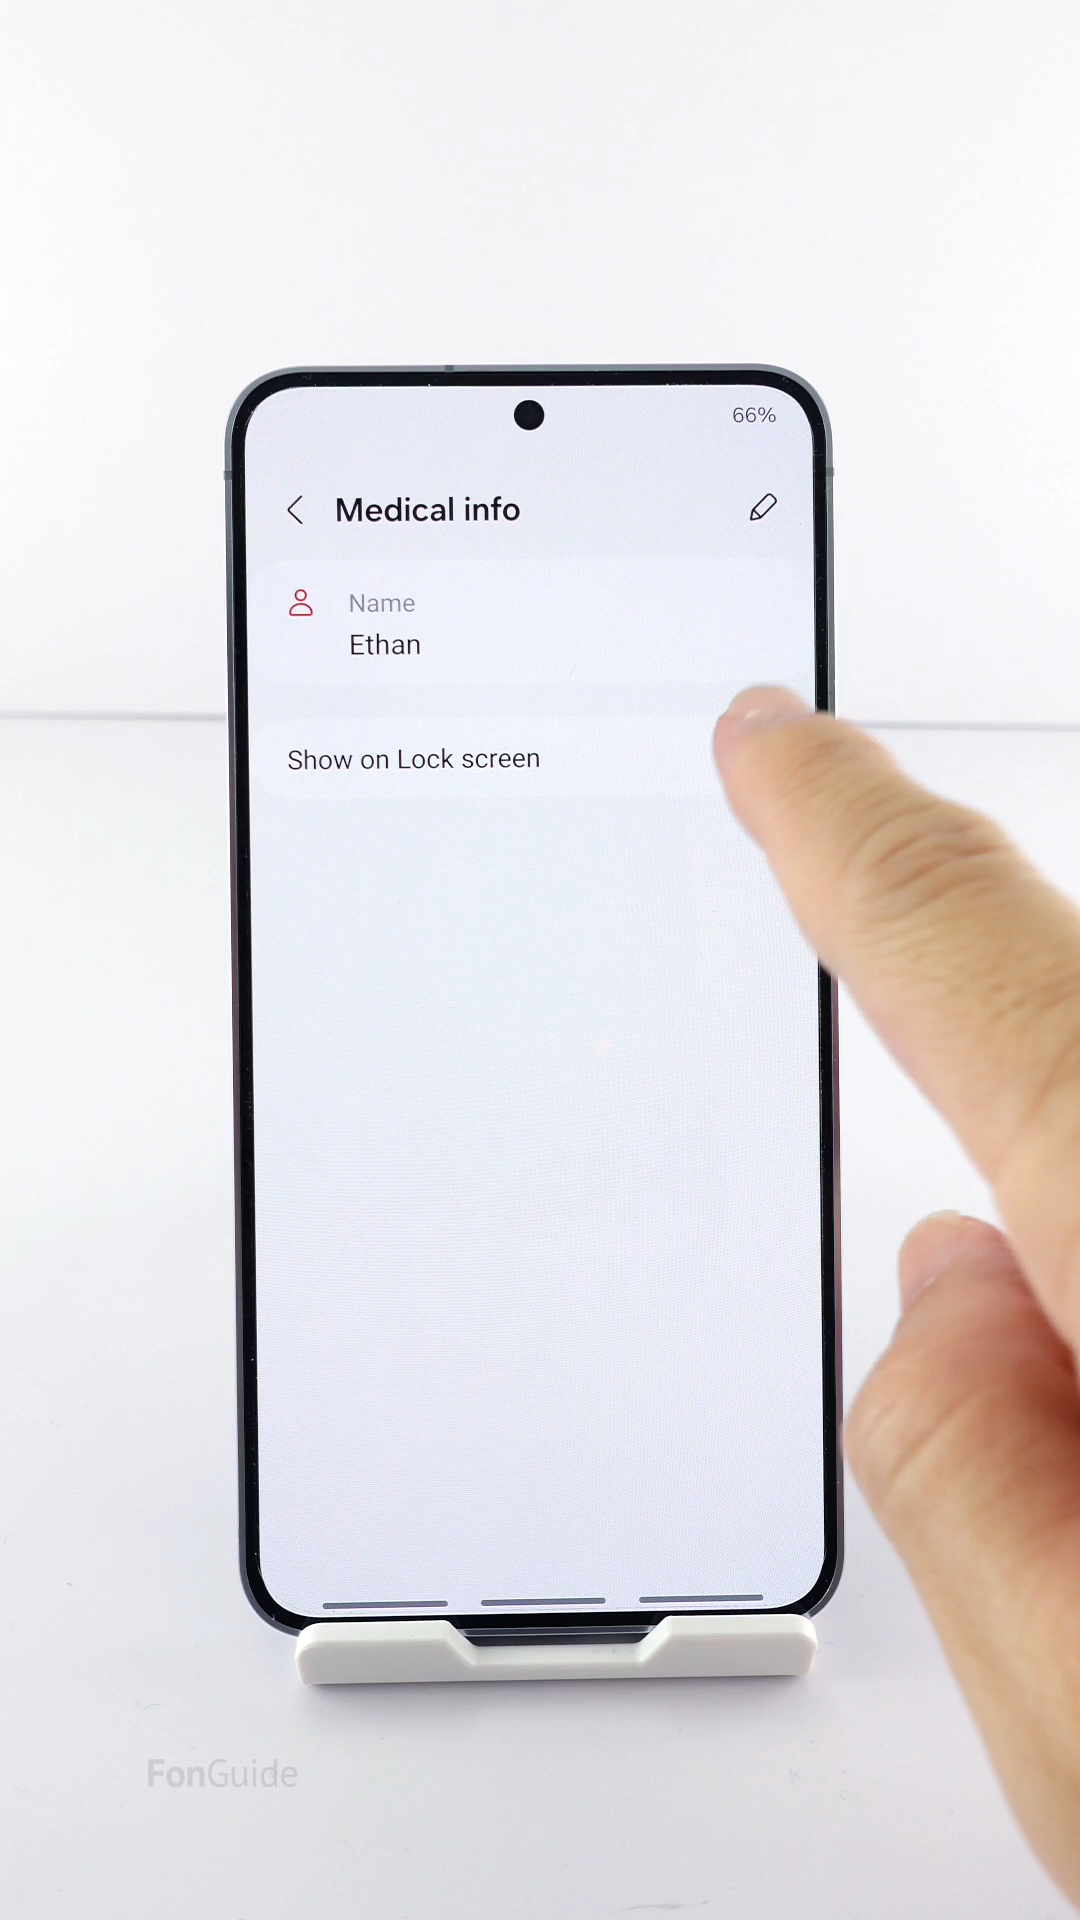 66%
Medical info
Name
Ethan
Show on Lock screen
FonGuide